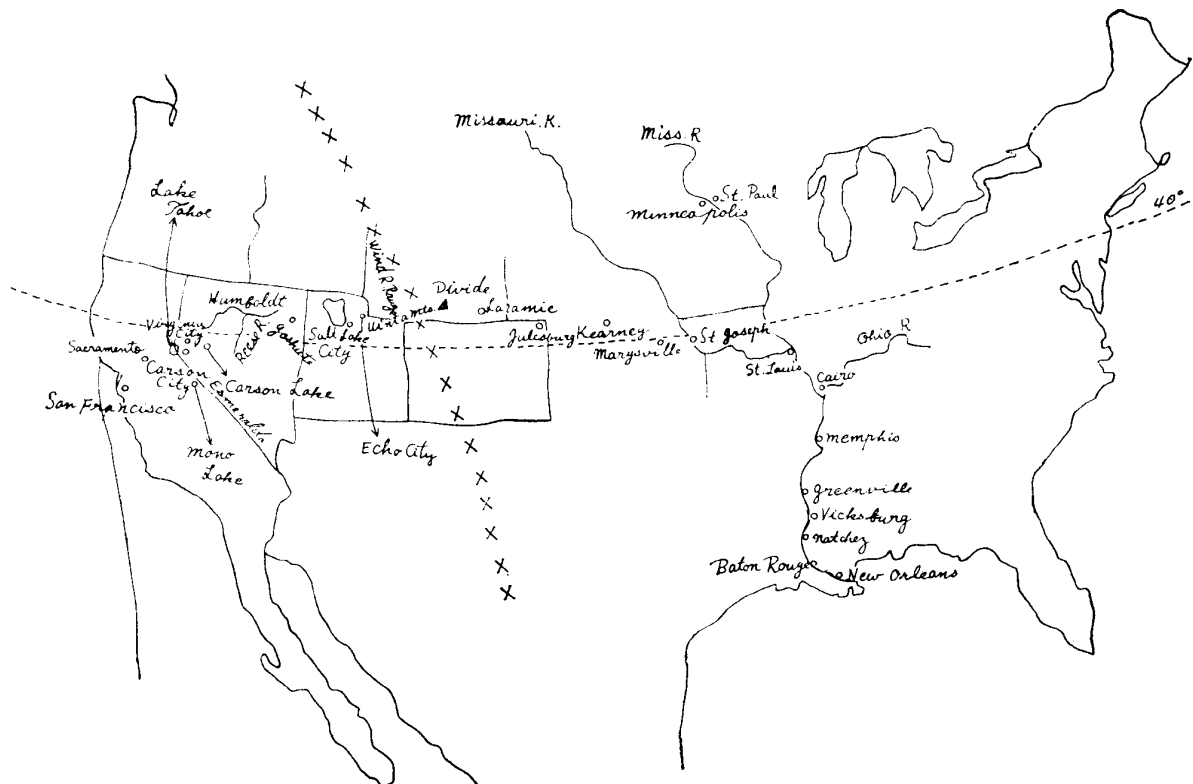 Missouri. R.
Miss. R
Lake
Tahoe
St. Paul
Minneapolis
40°
Wind R. Range
Humboldt
Divide
Laramie
Uinta mts.
Virginia
City
Reese R.
Goshute
Salt Lake
City
Julesburg
Kearney
Marysville
St Joseph
Ohio R
Sacramento
St. Louis
Carson
City
Carson Lake
Cairo
San Francisco
Esmeralda
Echo City
Mono
Lake
memphis
Greenville
Vicksburg
natchez
Baton Rouge
New Orleans